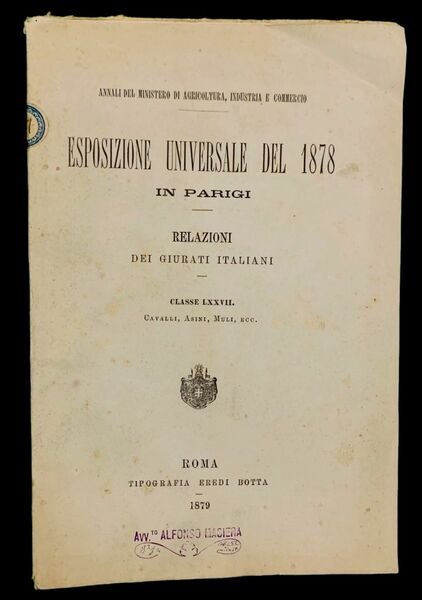 ANNALI DEL MINISTERO DI AGRICOLTURA, INDUSTRIA E COMMERCIO
ESPOSIZIONE UNIVERSALE DEL 1878
IN PARIGI
RELAZIONI
DEI GIURATI ITALIANI
CLASSE LXXVII.
CAVALLI, ASINI, MULI, ECC.
ROMA
TIPOGRAFIA EREDI BOTTA
1879
Avv.to ALFONSO MACIERA